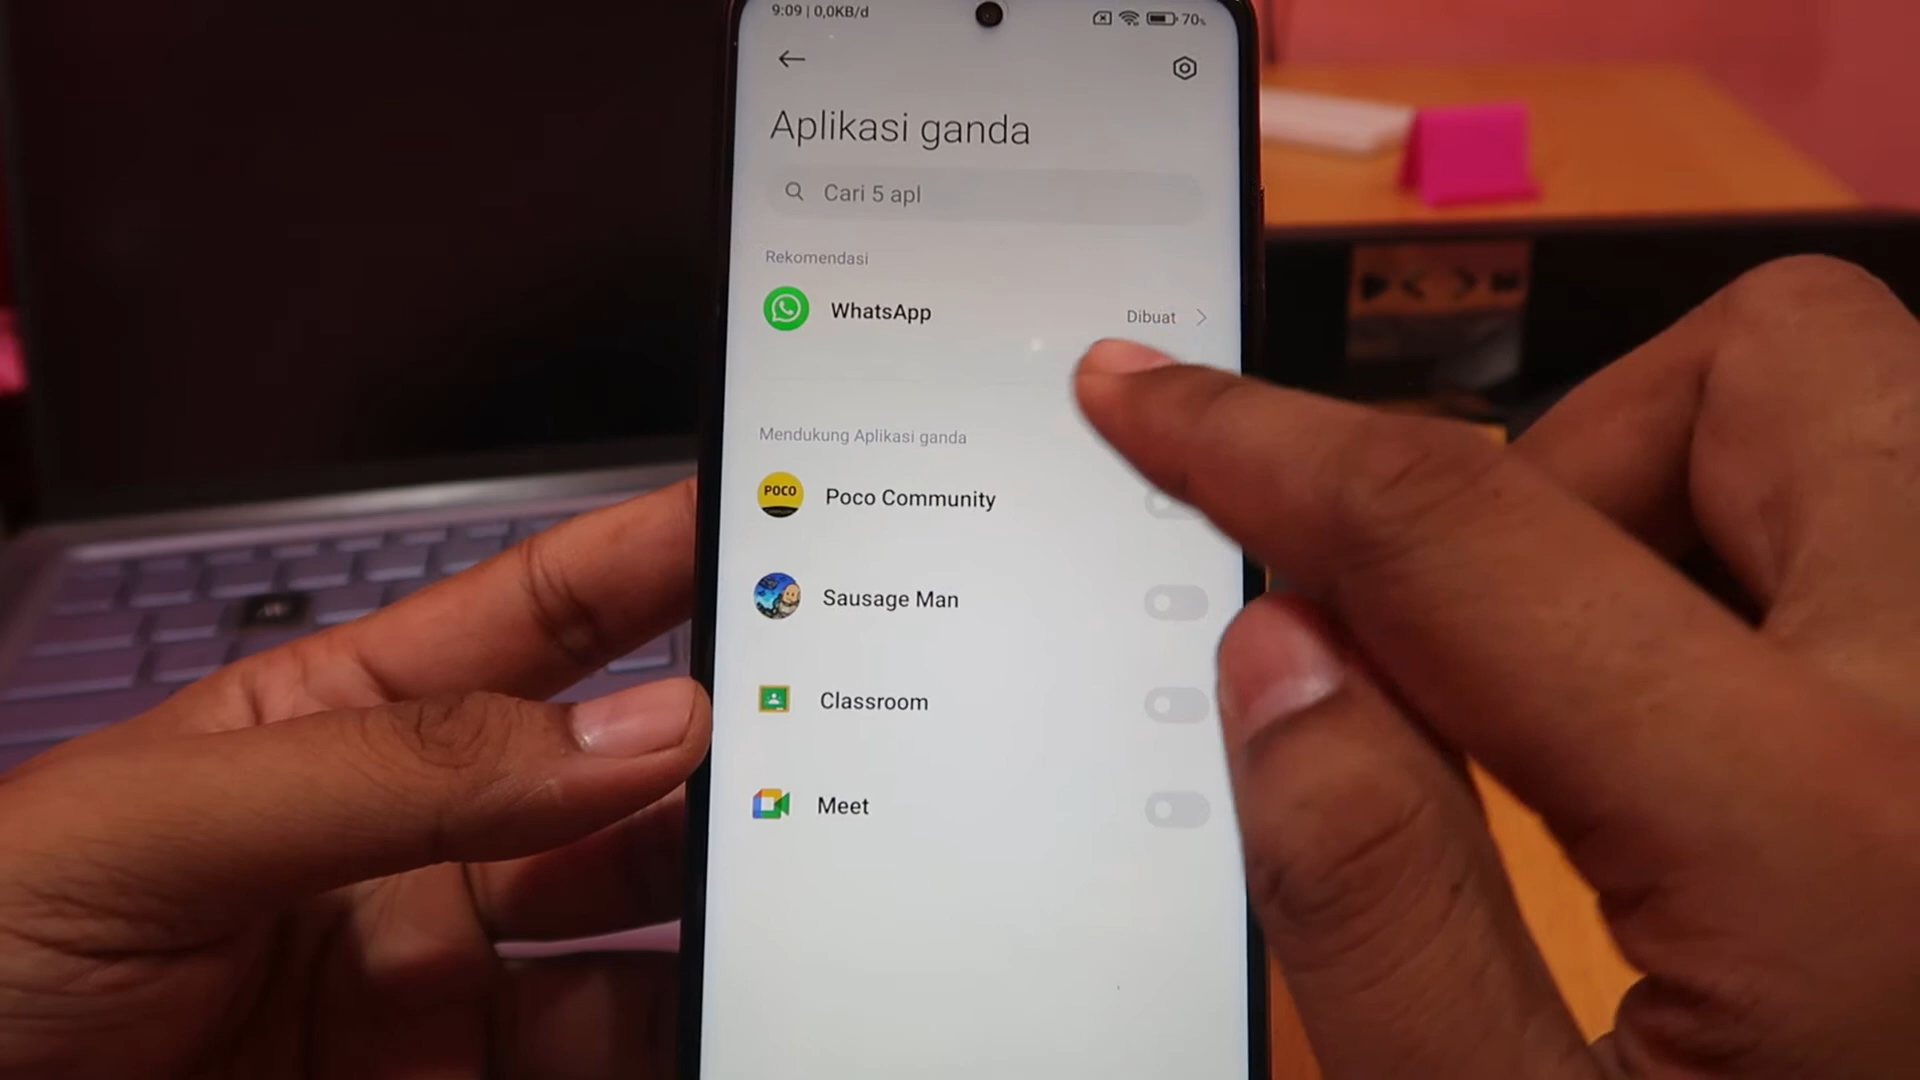 9:09 | 0,0KB/d
70%
Aplikasi ganda
Cari 5 apl
Rekomendasi
WhatsApp
Dibuat
Mendukung Aplikasi ganda
POCO
Poco Community
Sausage Man
Classroom
Meet